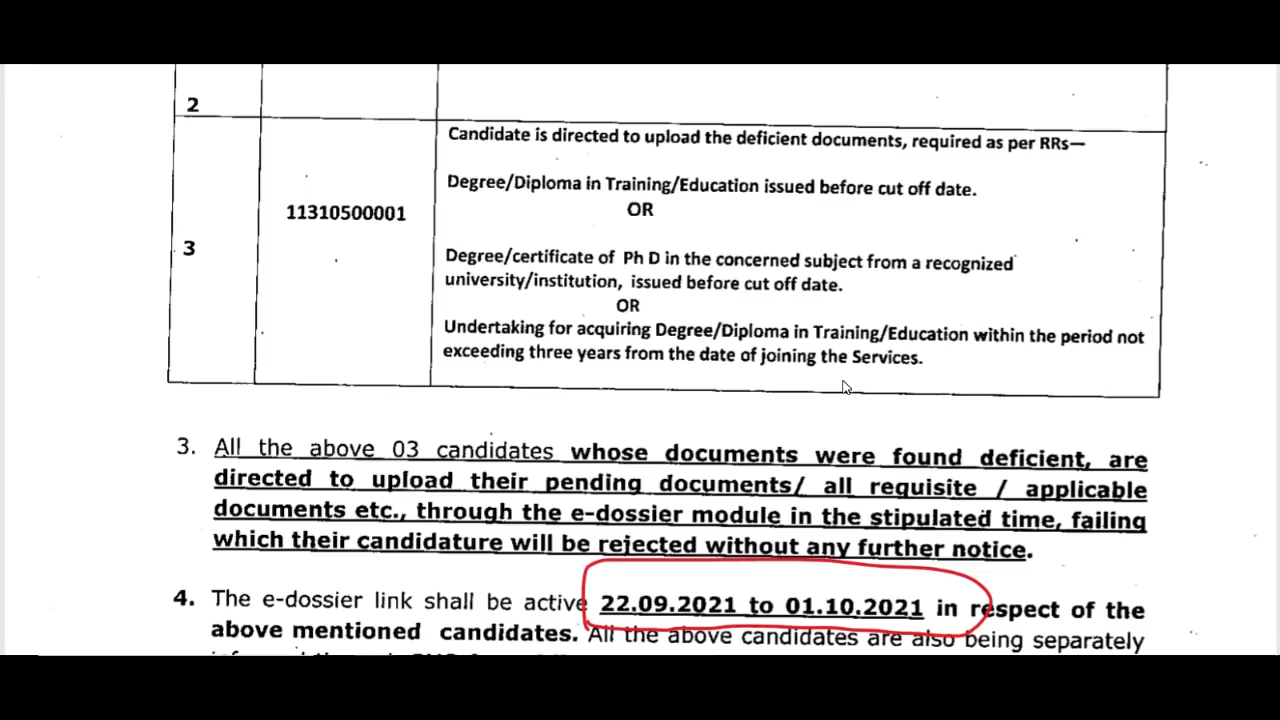 2
Candidate is directed to upload the deficient documents, required as per RRs—
Degree/Diploma in Training/Education issued before cut off date.
OR
11310500001
3
Degree/certificate of Ph D in the concerned subject from a recognized
university/institution, issued before cut off date.
OR
Undertaking for acquiring Degree/Diploma in Training/Education within the period not
exceeding three years from the date of joining the Services.
3. All the above 03 candidates whose documents were found deficient, are
directed to upload their pending documents/ all requisite / applicable
documents etc., through the e-dossier module in the stipulated time, failing
which their candidature will be rejected without any further notice.
4. The e-dossier link shall be active 22.09.2021 to 01.10.2021 in respect of the
above mentioned candidates. All the above candidates are also being separately